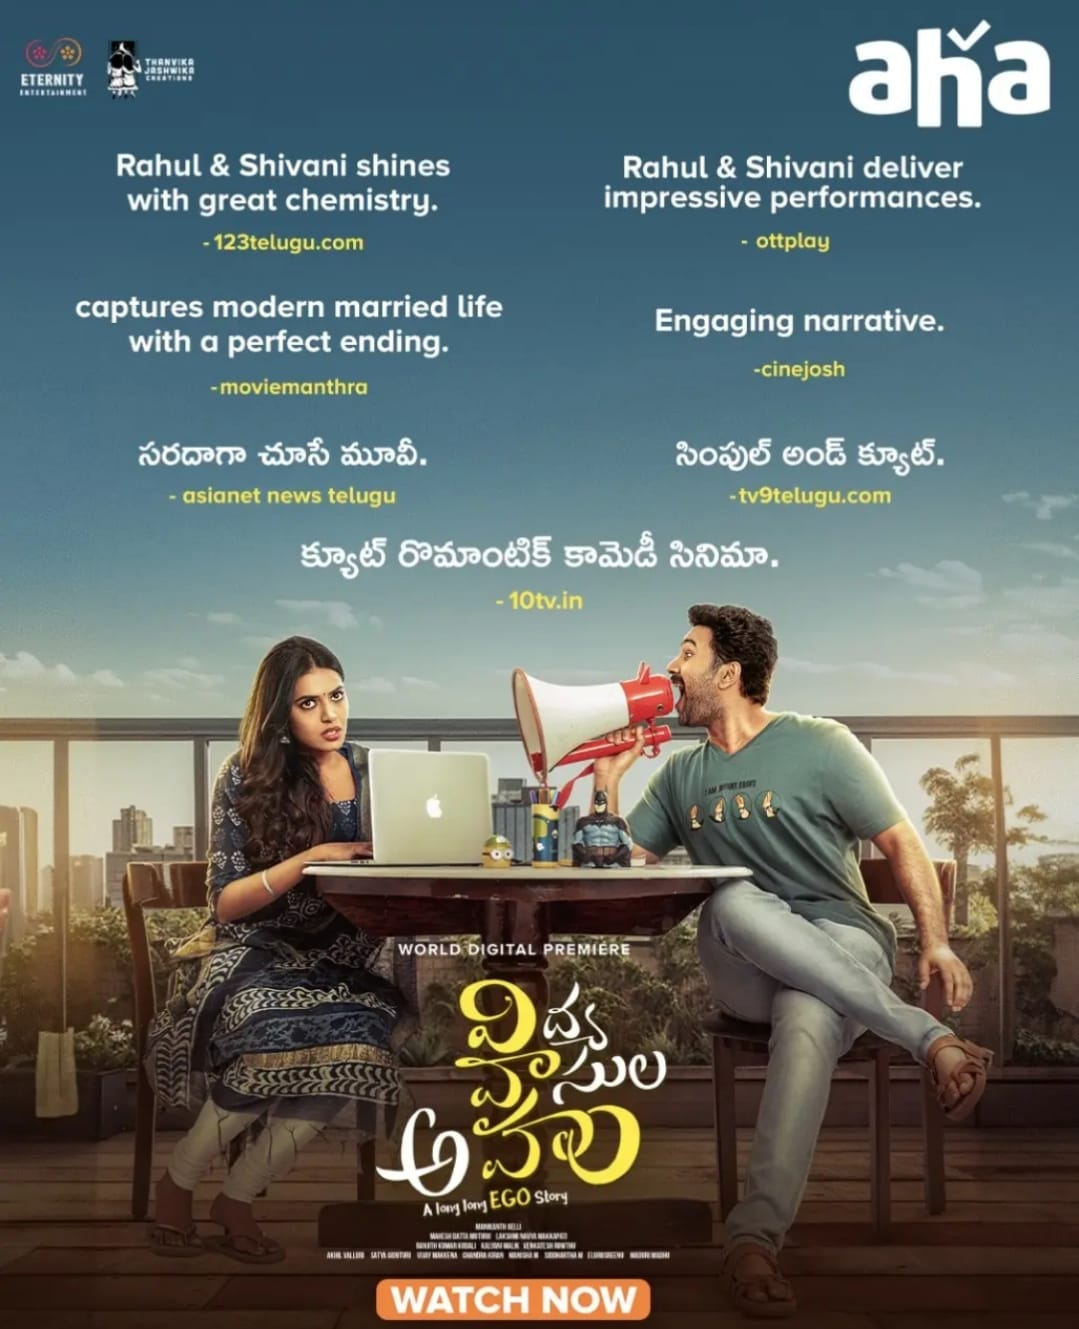 ETERNITY
ENTERTAINMENT
THANVIKA
JASHWIKA
CREATIONS
aha
Rahul & Shivani shines
with great chemistry.
- 123telugu.com
Rahul & Shivani deliver
impressive performances.
- ottplay
captures modern married life
with a perfect ending.
- moviemanthra
Engaging narrative.
-cinejosh
సరదాగా చూసే మూవీ.
- asianet news telugu
సింపుల్ అండ్ క్యూట్.
-tv9telugu.com
క్యూట్ రొమాంటిక్ కామెడీ సినిమా.
- 10tv.in
WORLD DIGITAL PREMIERE
విద్య
వాసుల
అహం
A long long EGO Story
MANIKANTH GELLI
WATCH NOW